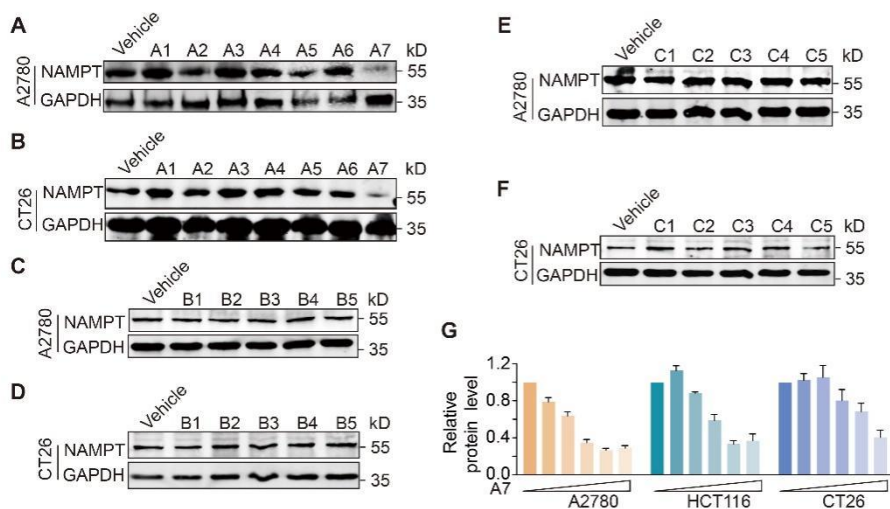 A
Vehicle A1 A2 A3 A4 A5 A6 A7 kD
A2780
NAMPT 55
GAPDH 35
B
Vehicle A1 A2 A3 A4 A5 A6 A7 kD
CT26
NAMPT 55
GAPDH 35
C
Vehicle B1 B2 B3 B4 B5 kD
A2780
NAMPT 55
GAPDH 35
D
Vehicle B1 B2 B3 B4 B5 kD
CT26
NAMPT 55
GAPDH 35
E
Vehicle C1 C2 C3 C4 C5 kD
A2780
NAMPT 55
GAPDH 35
F
Vehicle C1 C2 C3 C4 C5 kD
CT26
NAMPT 55
GAPDH 35
G
Relative
protein level
1.2
0.8
0.4
0
A7
A2780 HCT116 CT26